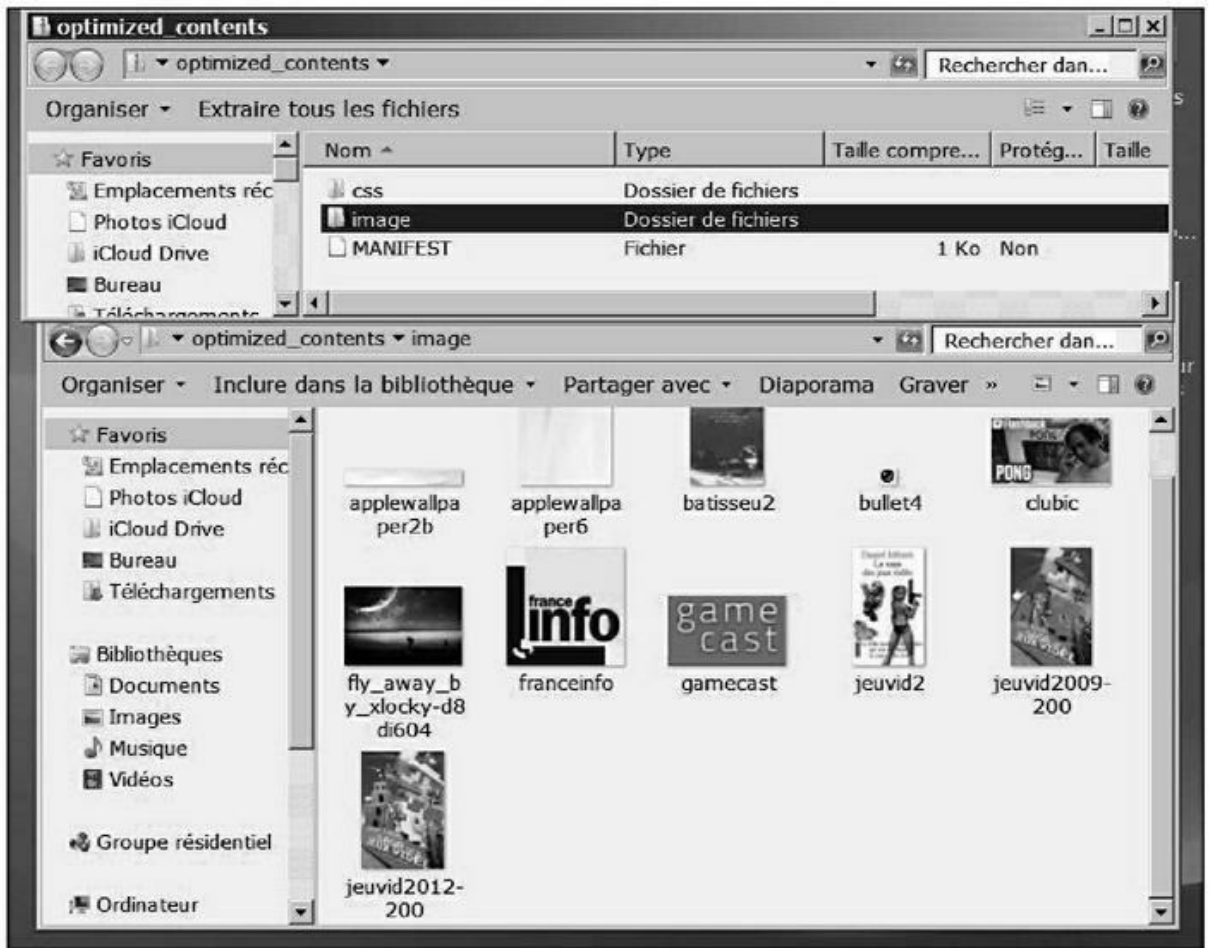 optimized_contents
optimized_contents
Rechercher dan...
Organiser
Extraire tous les fichiers
Nom
Type
Taille compre...
Protég...
Taille
Favoris
Emplacements réc
Photos iCloud
iCloud Drive
Bureau
Téléchargements
css
Dossier de fichiers
image
Dossier de fichiers
MANIFEST
Fichier
1 Ko
Non
optimized_contents
image
Rechercher dan...
Organiser
Inclure dans la bibliothèque
Partager avec
Diaporama
Graver
»
Favoris
Emplacements réc
Photos iCloud
iCloud Drive
Bureau
Téléchargements
Bibliothèques
Documents
Images
Musique
Vidéos
Groupe résidentiel
Ordinateur
applewallpa
per2b
applewallpa
per6
batisseu2
bullet4
PONG
clubic
fly_away_b
y_xlocky-d8
di604
france
info
franceinfo
game
cast
gamecast
jeuvid2
jeuvid2009-
200
jeuvid2012-
200